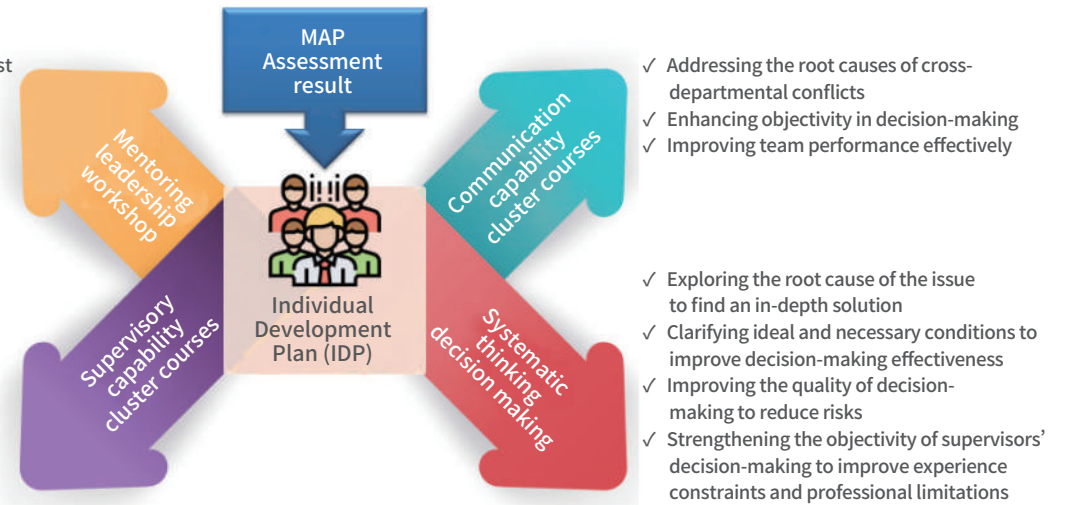 MAP
Assessment
result
Mentoring
leadership
workshop
Communication
capability
cluster courses
✓ Addressing the root causes of cross-
departmental conflicts
✓ Enhancing objectivity in decision-making
✓ Improving team performance effectively
Individual
Development
Plan (IDP)
Supervisory
capability
cluster courses
Systematic
thinking
decision making
✓ Exploring the root cause of the issue
to find an in-depth solution
✓ Clarifying ideal and necessary conditions to
improve decision-making effectiveness
✓ Improving the quality of decision-
making to reduce risks
✓ Strengthening the objectivity of supervisors’
decision-making to improve experience
constraints and professional limitations